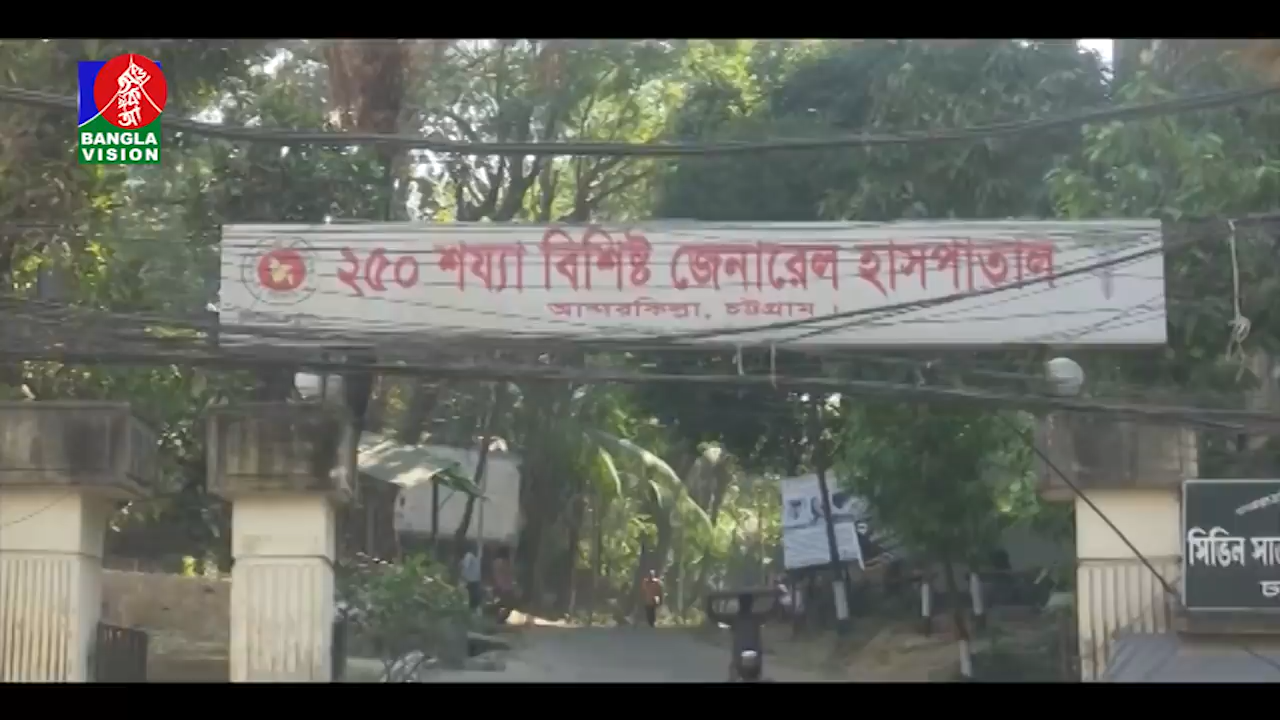 BANGLA
VISION
২৫০ শয্যা বিশিষ্ট জেনারেল হাসপাতাল
আন্দরকিল্লা, চট্টগ্রাম ।
সিভিল